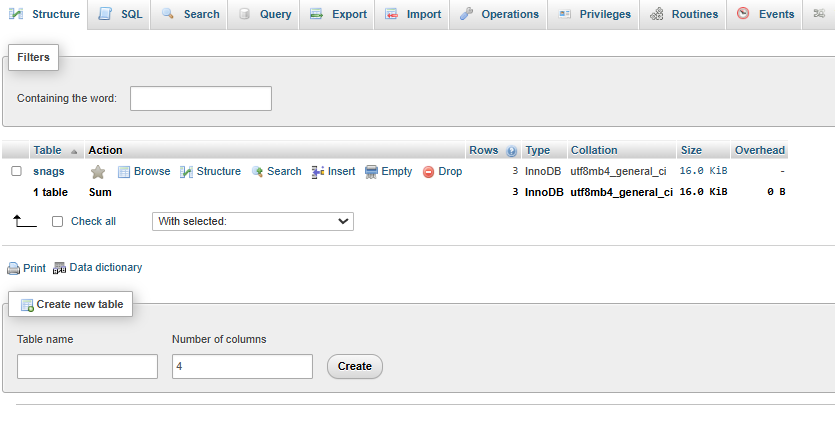 Structure SQL Search Query Export Import Operations Privileges Routines Events
Filters
Containing the word:
Table Action Rows Type Collation Size Overhead
snags Browse Structure Search Insert Empty Drop 3 InnoDB utf8mb4_general_ci 16.0 KiB -
1 table Sum 3 InnoDB utf8mb4_general_ci 16.0 KiB 0 B
Check all With selected:
Print Data dictionary
Create new table
Table name Number of columns
4 Create